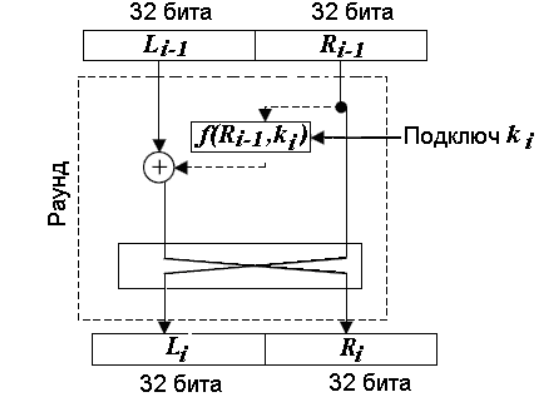 32 бита 32 бита
L i-1 R i-1
f(R i-1,k i)
Подключ k i
Раунд
L i R i
32 бита 32 бита